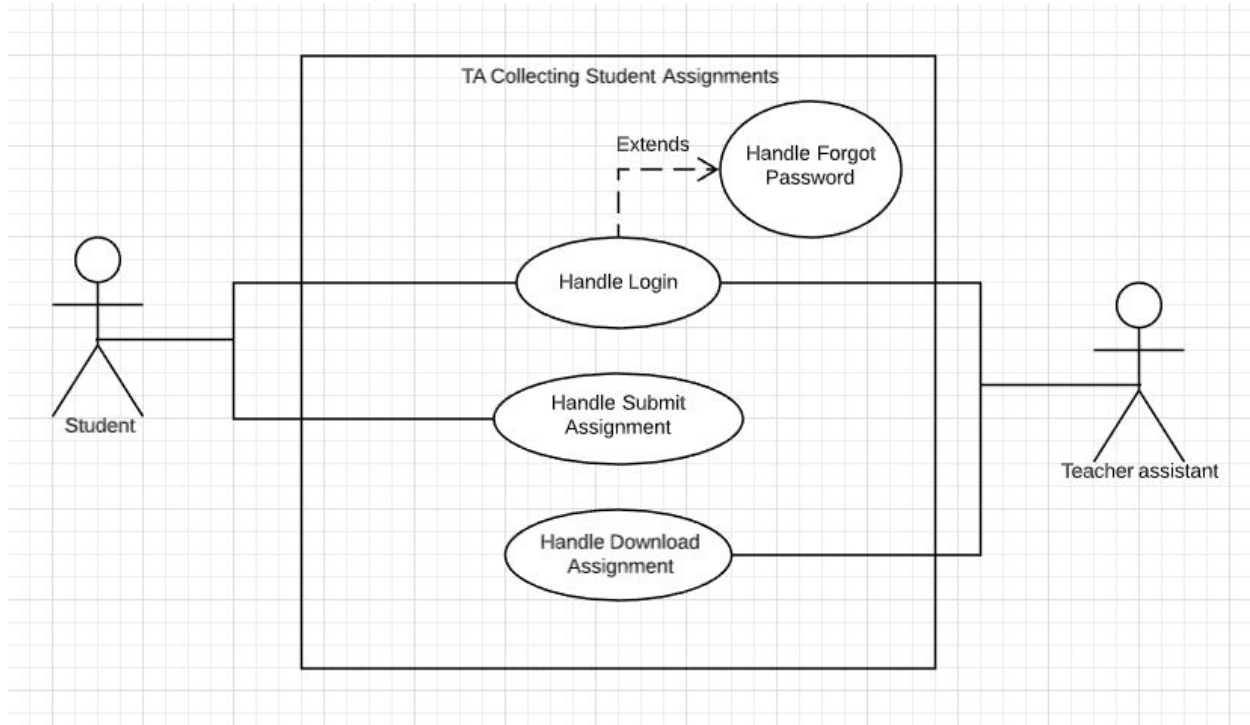 TA Collecting Student Assignments
Extends
Handle Forgot
Password
Handle Login
Handle Submit
Assignment
Student
Teacher assistant
Handle Download
Assignment